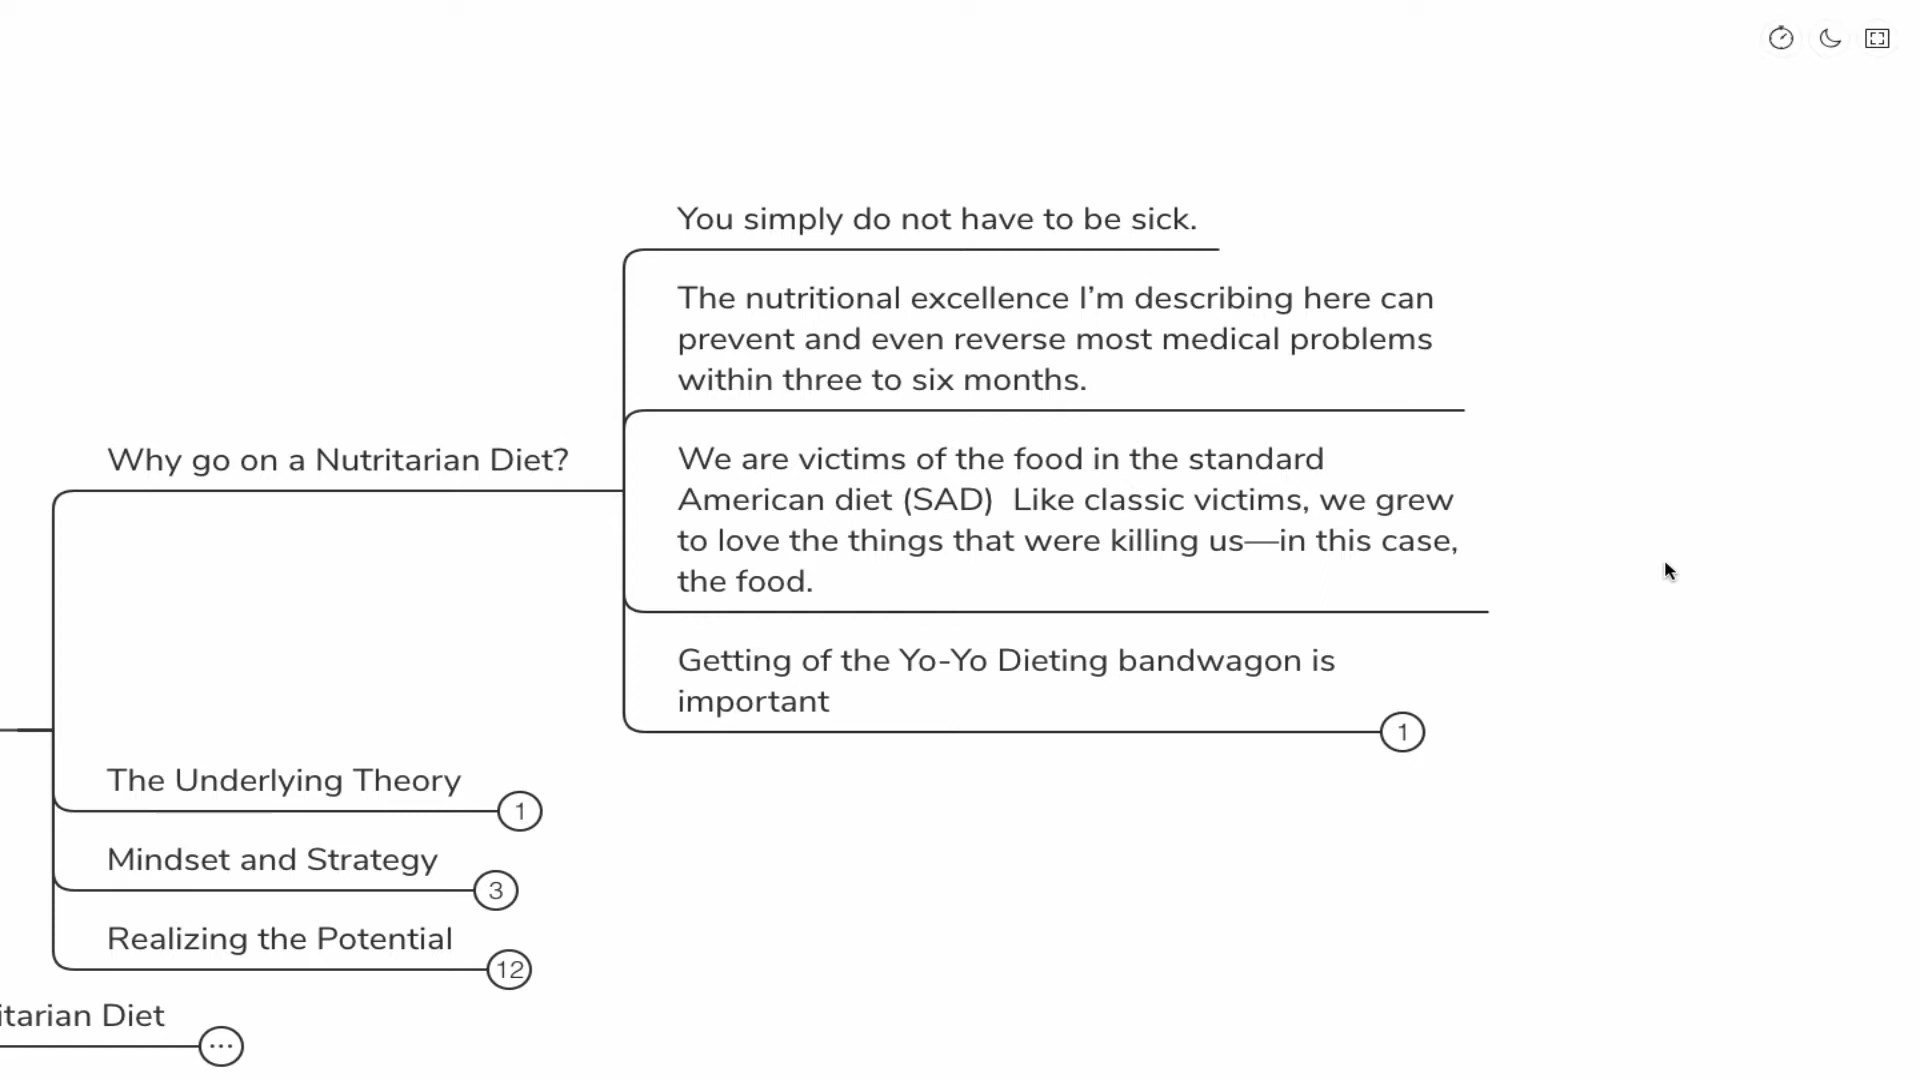 You simply do not have to be sick.
The nutritional excellence I’m describing here can
prevent and even reverse most medical problems
within three to six months.
Why go on a Nutritarian Diet?
We are victims of the food in the standard
American diet (SAD)  Like classic victims, we grew
to love the things that were killing us—in this case,
the food.
Getting of the Yo-Yo Dieting bandwagon is
important
1
The Underlying Theory
1
Mindset and Strategy
3
Realizing the Potential
12
itarian Diet
...